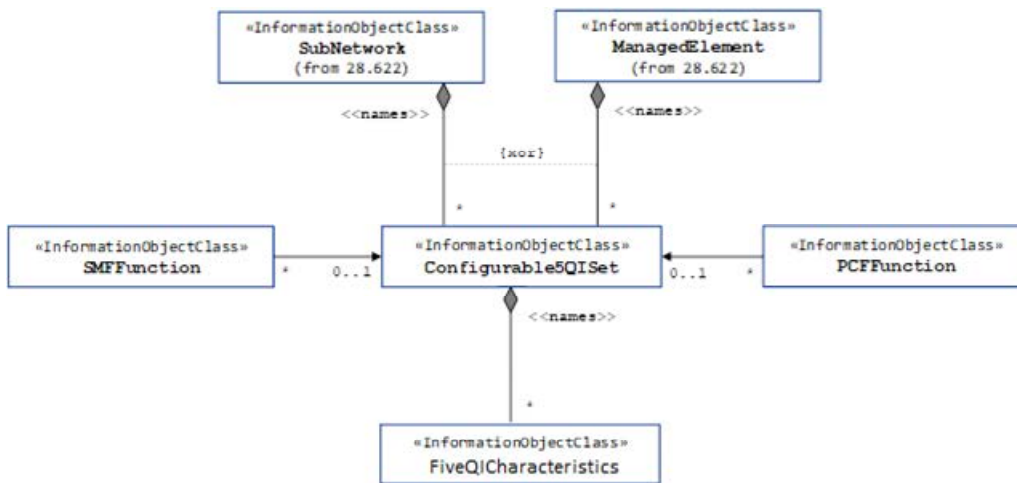 «InformationObjectClass»
SubNetwork
(from 28.622)
«InformationObjectClass»
ManagedElement
(from 28.622)
<<names>>
<<names>>
{xor}
*
*
«InformationObjectClass»
SMFFunction
*
0..1
«InformationObjectClass»
Configurable5QISet
0..1
*
«InformationObjectClass»
PCFFunction
<<names>>
*
«InformationObjectClass»
FiveQICharacteristics